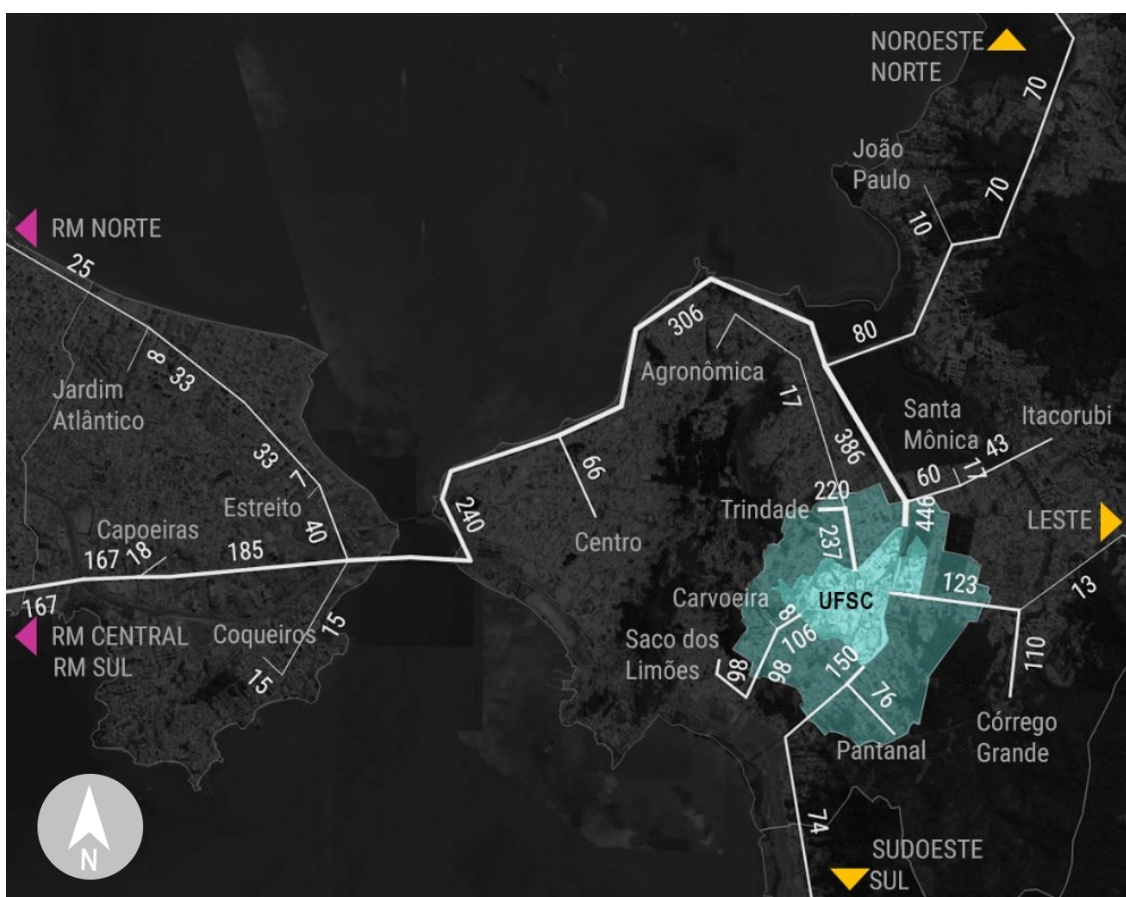 NOROESTE
NORTE
70
João
Paulo
70
10
RM NORTE
25
306
80
8
33
Agronômica
Jardim
Atlântico
17
Santa
Mônica
Itacorubi
386
43
33
66
60
17
7
220
Estreito
240
Trindade
446
LESTE
Capoeiras
40
Centro
237
167
18
185
123
13
Carvoeira
UFSC
167
8
RM CENTRAL
RM SUL
Coqueiros
15
Saco dos
Limões
106
110
98
98
150
15
76
Córrego
Grande
Pantanal
74
N
SUDOESTE
SUL